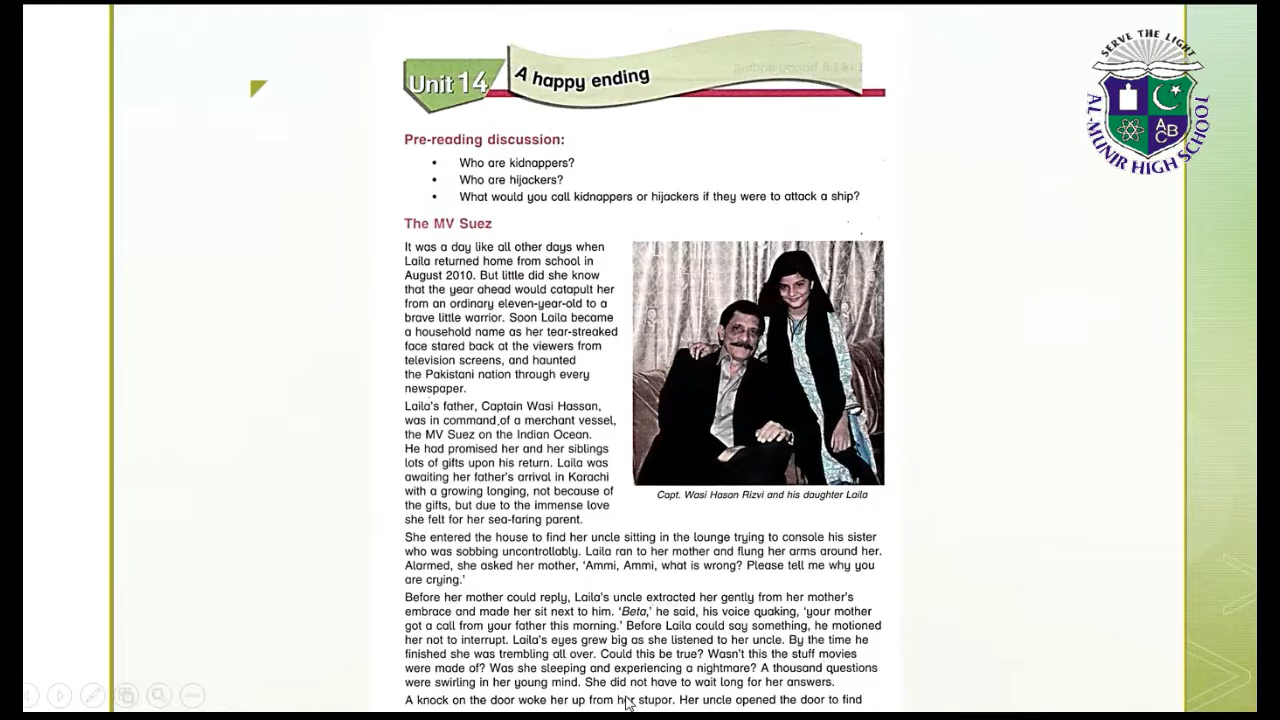 Unit 14
A happy ending
SERVE THE LIGHT
ABC
AL-MUNIR HIGH SCHOOL
Pre-reading discussion:
• Who are kidnappers?
• Who are hijackers?
• What would you call kidnappers or hijackers if they were to attack a ship?
The MV Suez
It was a day like all other days when
Laila returned home from school in
August 2010. But little did she know
that the year ahead would catapult her
from an ordinary eleven-year-old to a
brave little warrior. Soon Laila became
a household name as her tear-streaked
face stared back at the viewers from
television screens, and haunted
the Pakistani nation through every
newspaper.
Laila's father, Captain Wasi Hassan,
was in command of a merchant vessel,
the MV Suez on the Indian Ocean.
He had promised her and her siblings
lots of gifts upon his return. Laila was
awaiting her father's arrival in Karachi
with a growing longing, not because of
the gifts, but due to the immense love
she felt for her sea-faring parent.
Capt. Wasi Hasan Rizvi and his daughter Laila
She entered the house to find her uncle sitting in the lounge trying to console his sister
who was sobbing uncontrollably. Laila ran to her mother and flung her arms around her.
Alarmed, she asked her mother, 'Ammi, Ammi, what is wrong? Please tell me why you
are crying.'
Before her mother could reply, Laila's uncle extracted her gently from her mother's
embrace and made her sit next to him. 'Beta,' he said, his voice quaking, 'your mother
got a call from your father this morning.' Before Laila could say something, he motioned
her not to interrupt. Laila's eyes grew big as she listened to her uncle. By the time he
finished she was trembling all over. Could this be true? Wasn't this the stuff movies
were made of? Was she sleeping and experiencing a nightmare? A thousand questions
were swirling in her young mind. She did not have to wait long for her answers.
A knock on the door woke her up from her stupor. Her uncle opened the door to find